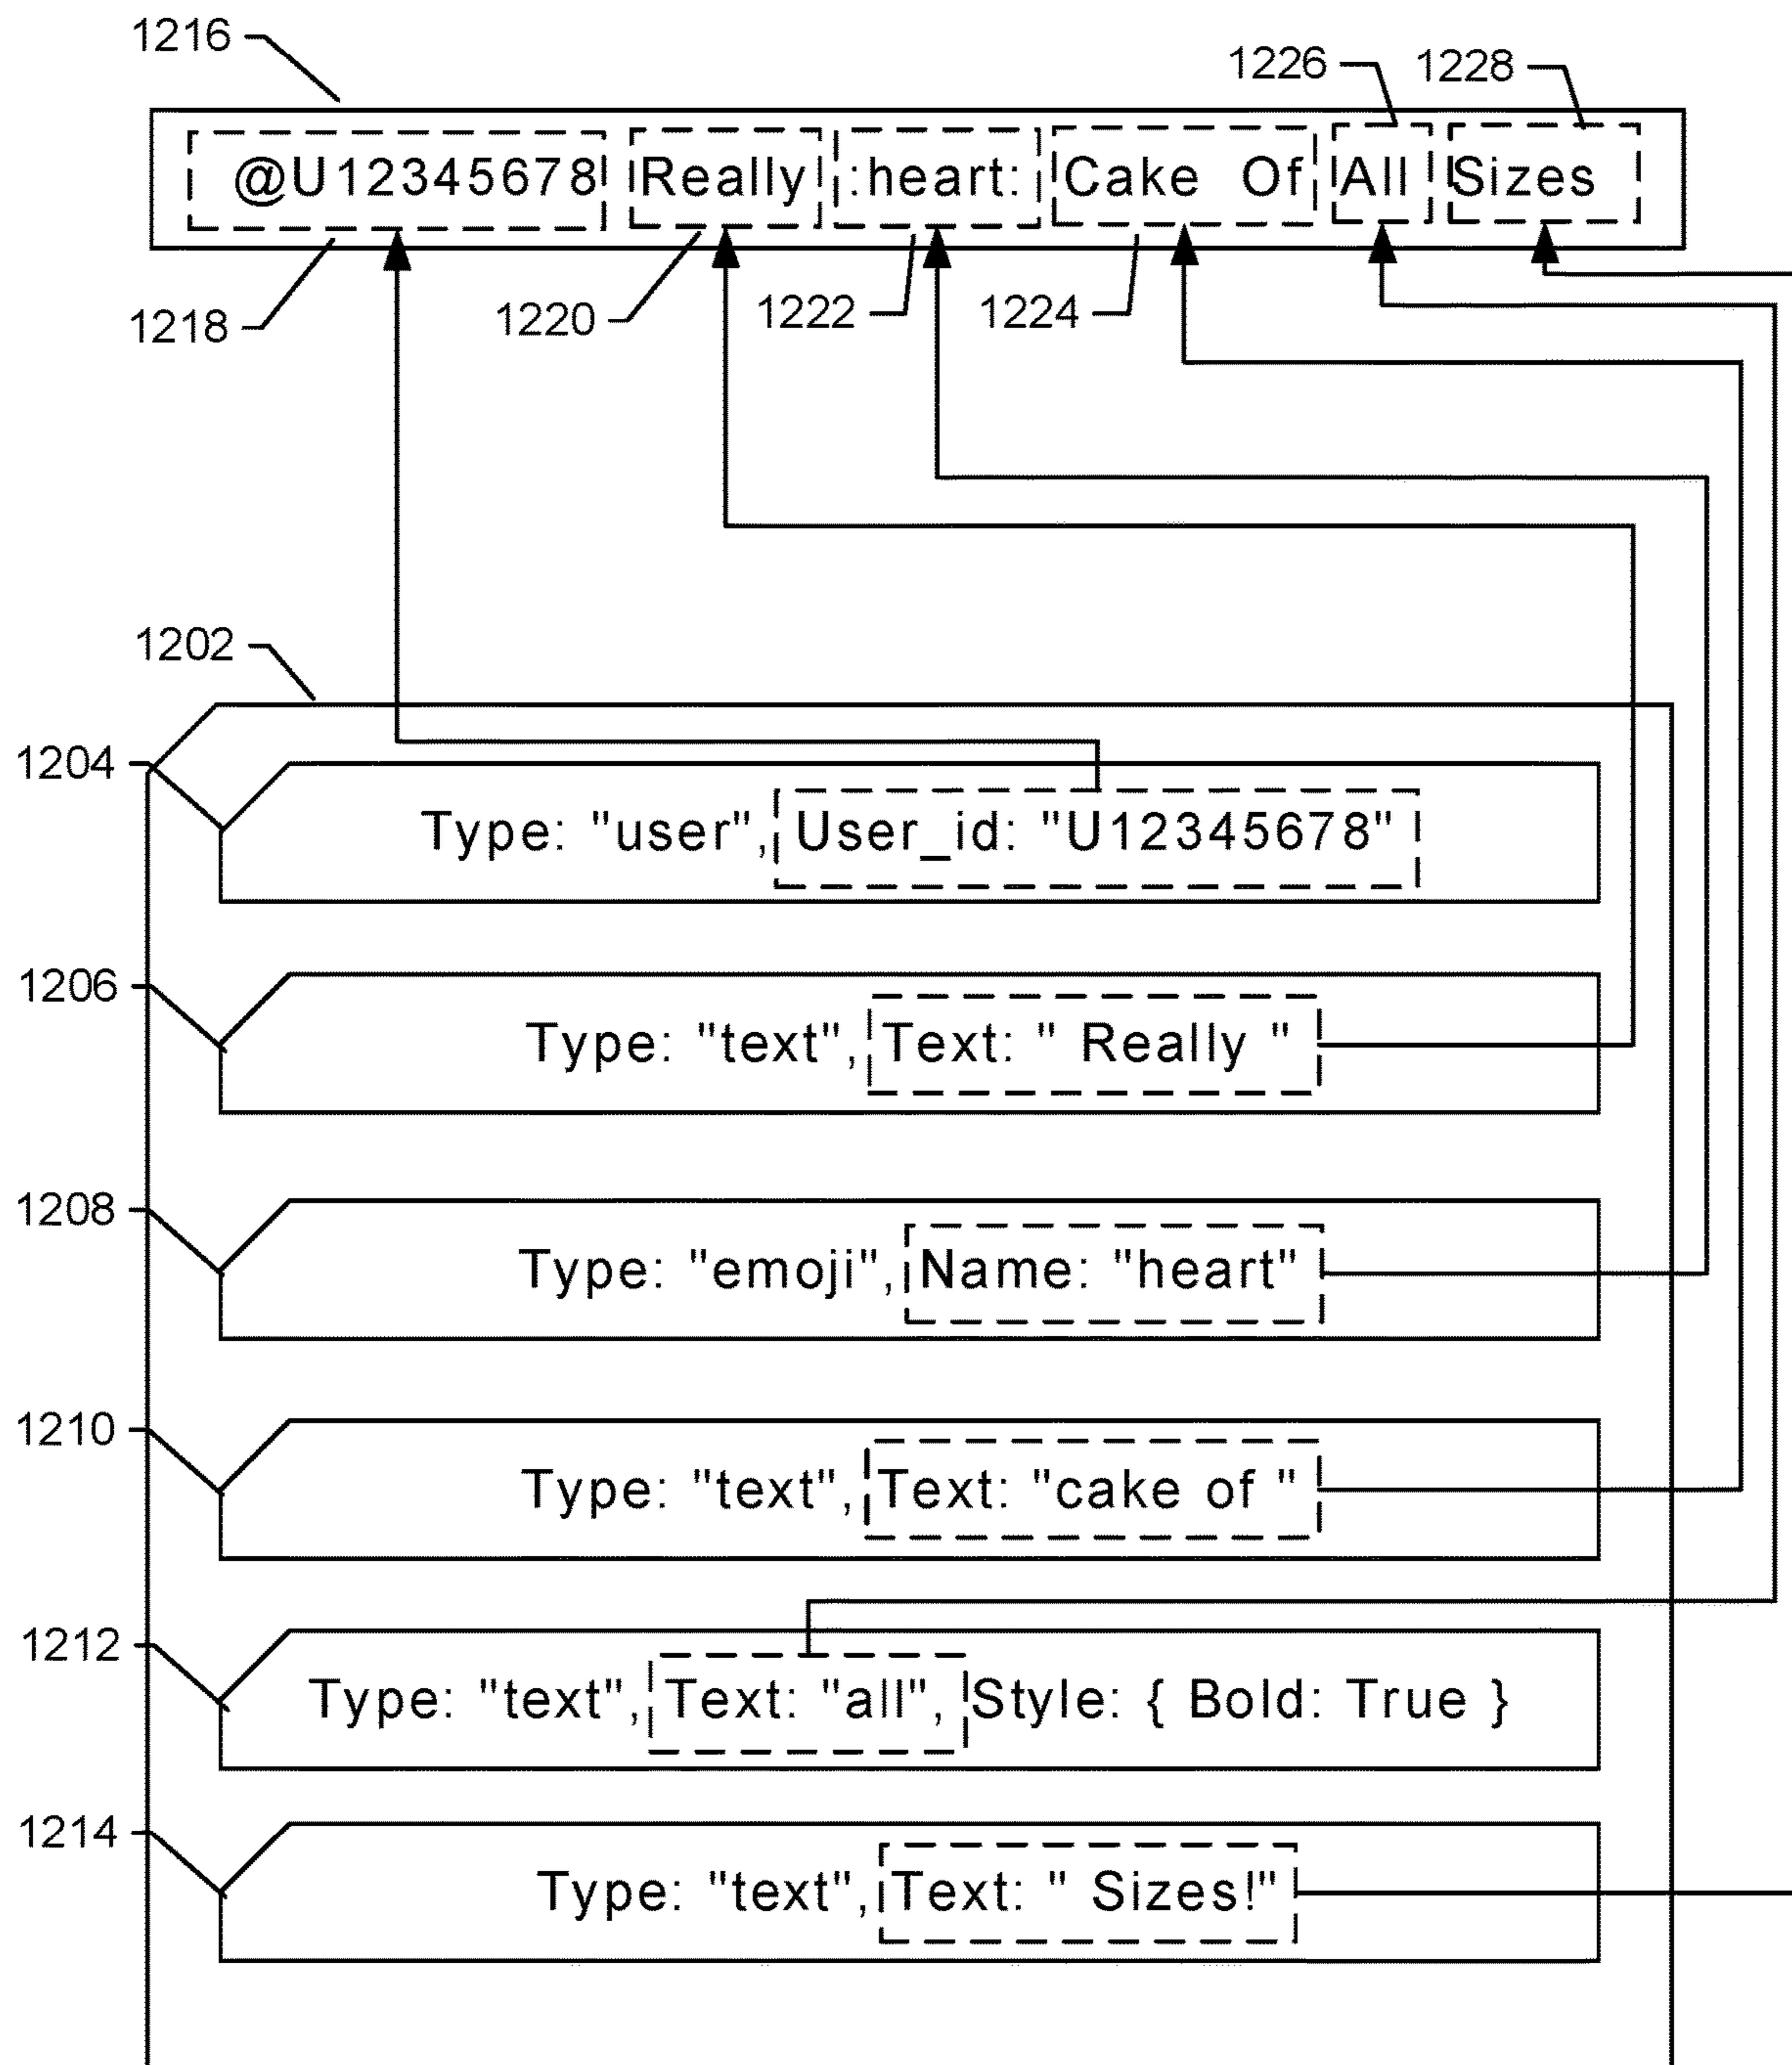 1216
1226 1228
@U12345678 Really :heart: Cake Of All Sizes
1218 1220 1222 1224
1202
1204
Type: "user", User_id: "U12345678"
1206
Type: "text", Text: " Really "
1208
Type: "emoji", Name: "heart"
1210
Type: "text", Text: "cake of "
1212
Type: "text", Text: "all", Style: { Bold: True }
1214
Type: "text", Text: " Sizes!"